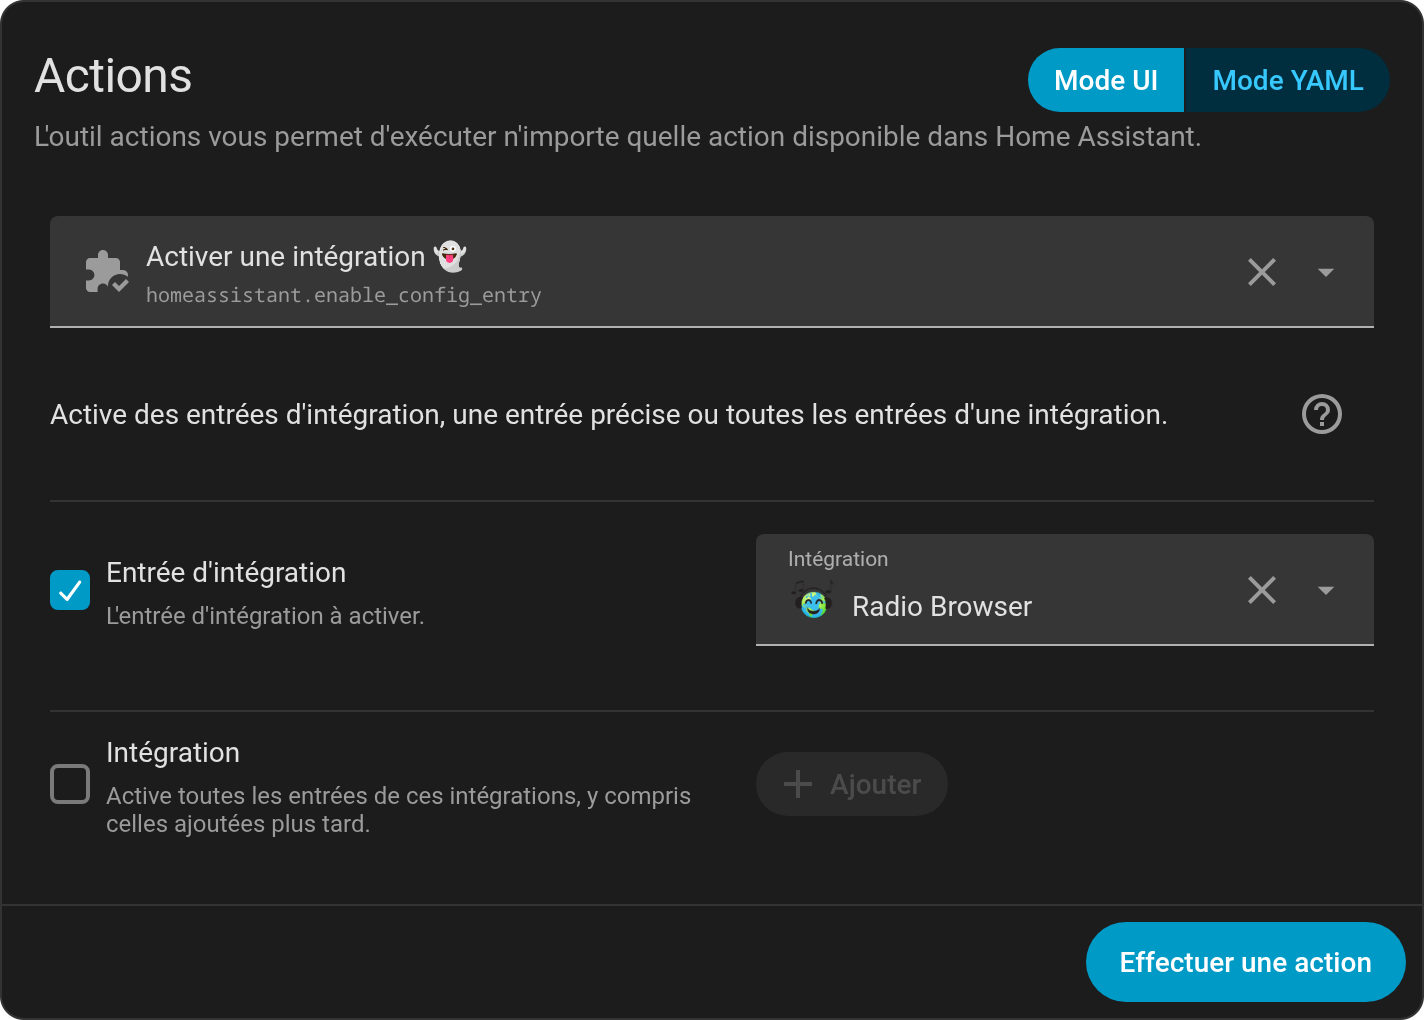 Actions
Mode UI
Mode YAML
L'outil actions vous permet d'exécuter n'importe quelle action disponible dans Home Assistant.
Activer une intégration 👻
homeassistant.enable_config_entry
Active des entrées d'intégration, une entrée précise ou toutes les entrées d'une intégration.
Entrée d'intégration
L'entrée d'intégration à activer.
Intégration
Radio Browser
Intégration
Active toutes les entrées de ces intégrations, y compris
celles ajoutées plus tard.
Ajouter
Effectuer une action